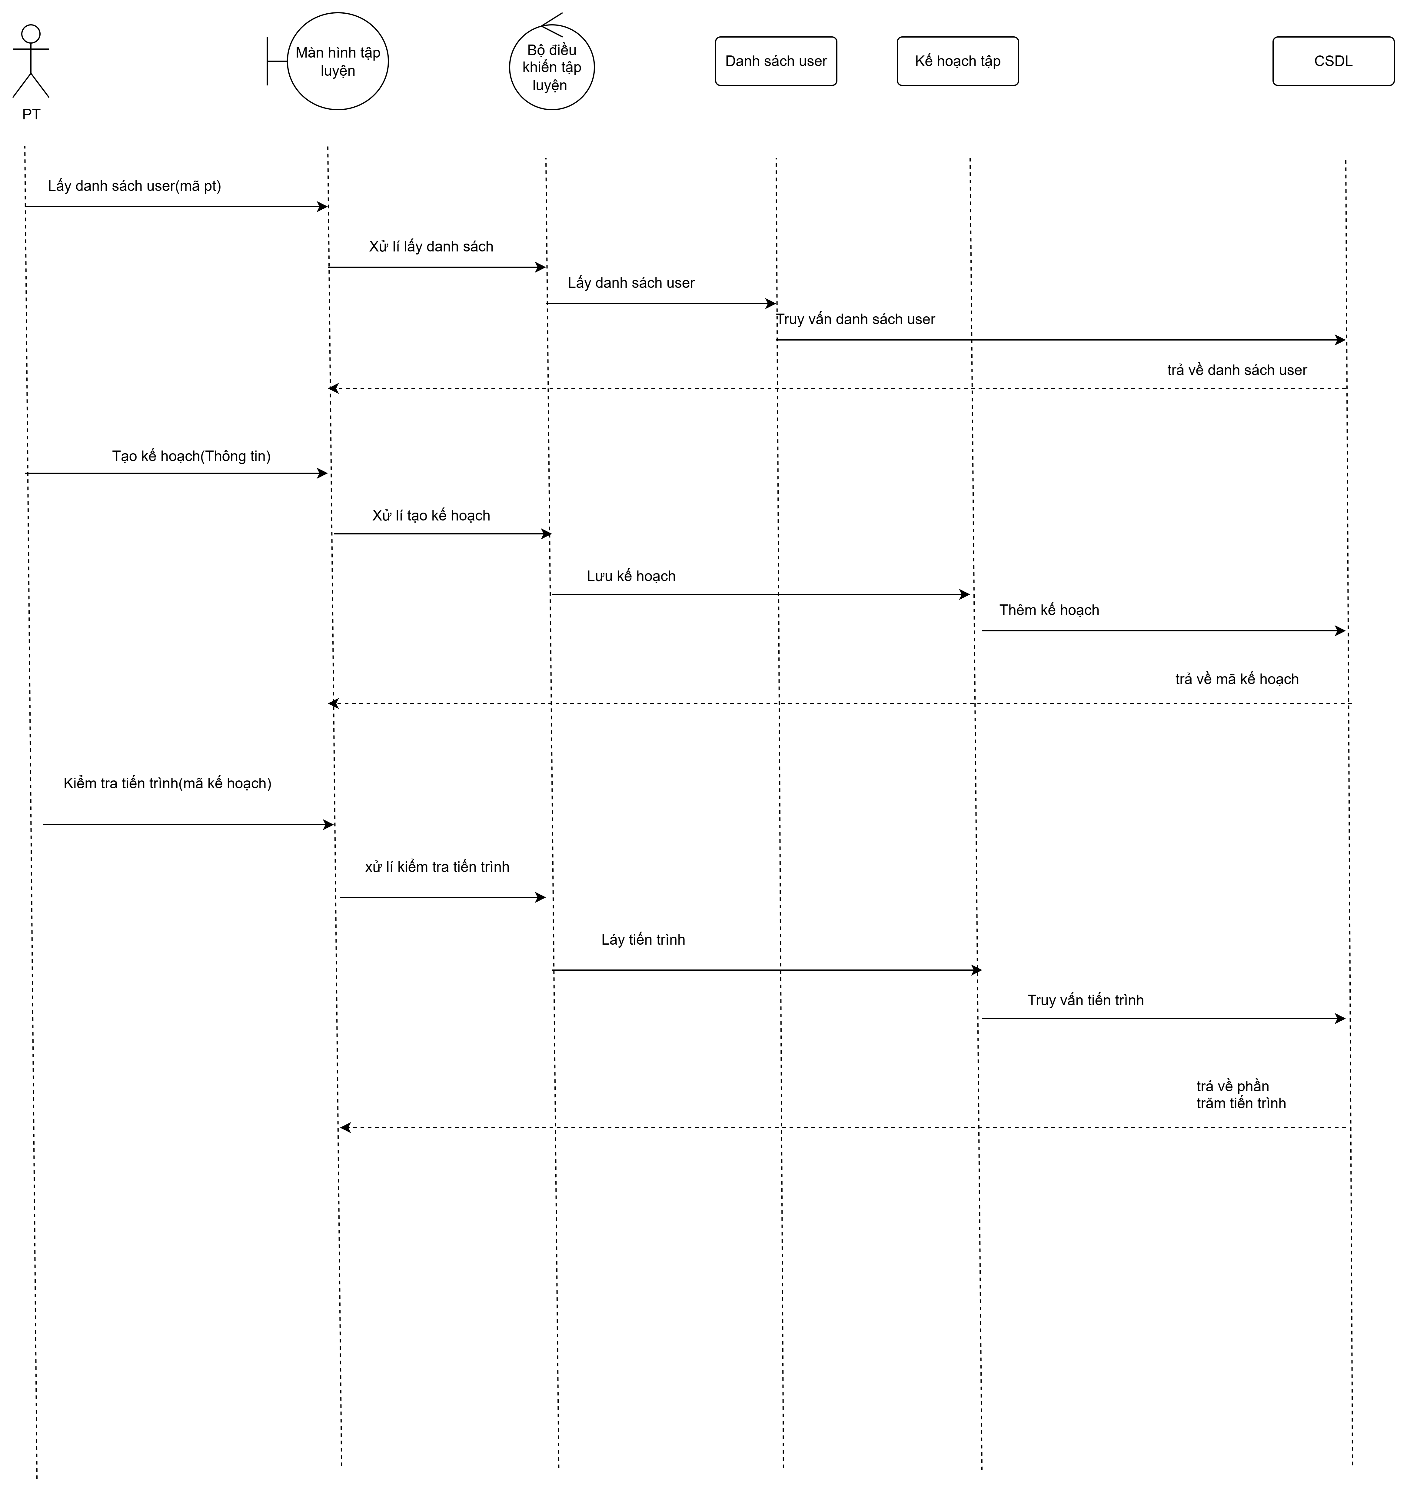 PT
Màn hình tập
luyện
Bộ điều
khiến tập
luyện
Danh sách user
Kế hoạch tập
CSDL
Lấy danh sách user(mã pt)
Xử lí lấy danh sách
Lấy danh sách user
Truy vấn danh sách user
trả về danh sách user
Tạo kế hoạch(Thông tin)
Xử lí tạo kế hoạch
Lưu kế hoạch
Thêm kế hoạch
trả về mã kế hoạch
Kiểm tra tiến trình(mã kế hoạch)
xử lí kiểm tra tiến trình
Láy tiến trình
Truy vấn tiến trình
trả về phần
trăm tiến trình